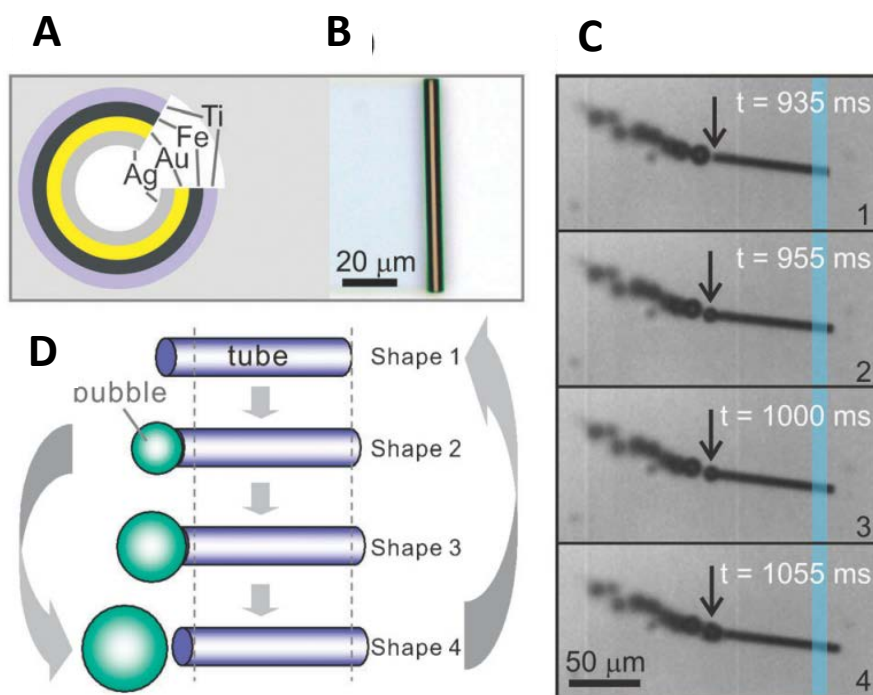 A
B
C
Ti
Fe
Au
Ag
20 μm
t = 935 ms
1
t = 955 ms
2
t = 1000 ms
3
t = 1055 ms
50 μm
4
D
tube
Shape 1
bubble
Shape 2
Shape 3
Shape 4